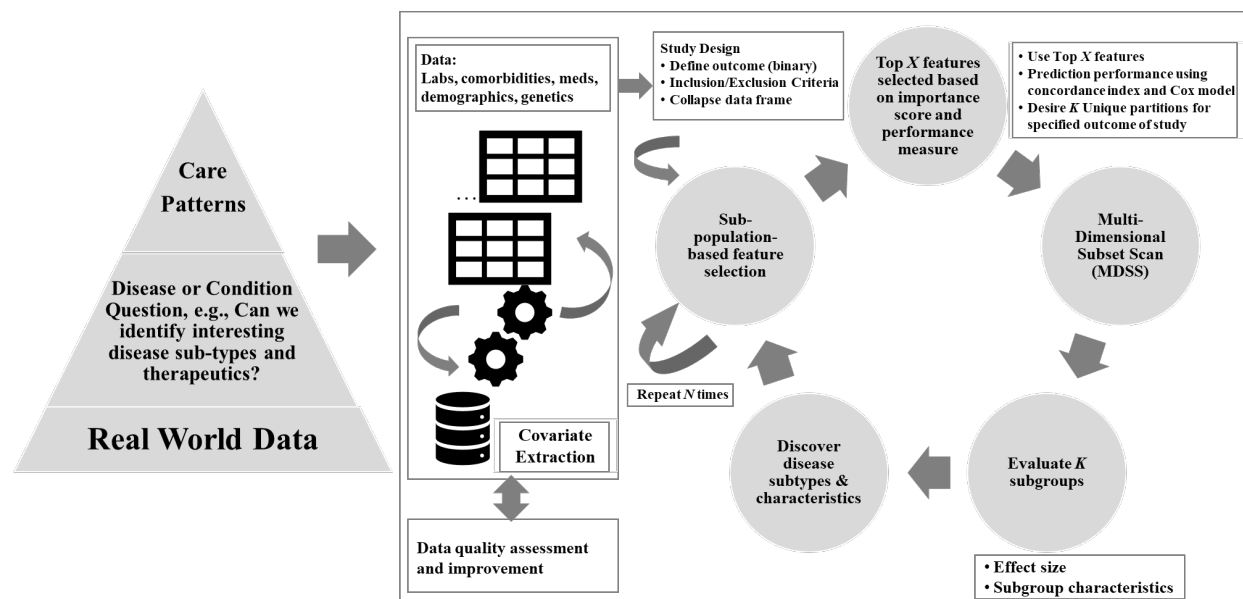 Care
Patterns
Disease or Condition
Question, e.g., Can we
identify interesting
disease sub-types and
therapeutics?
Real World Data
Data:
Labs, comorbidities, meds,
demographics, genetics
...
Covariate
Extraction
Data quality assessment
and improvement
Study Design
• Define outcome (binary)
• Inclusion/Exclusion Criteria
• Collapse data frame
Sub-
population-
based feature
selection
Repeat N times
Top X features
selected based
on importance
score and
performance
measure
• Use Top X features
• Prediction performance using
concordance index and Cox model
• Desire K Unique partitions for
specified outcome of study
Multi-
Dimensional
Subset Scan
(MDSS)
Evaluate K
subgroups
• Effect size
• Subgroup characteristics
Discover
disease
subtypes &
characteristics